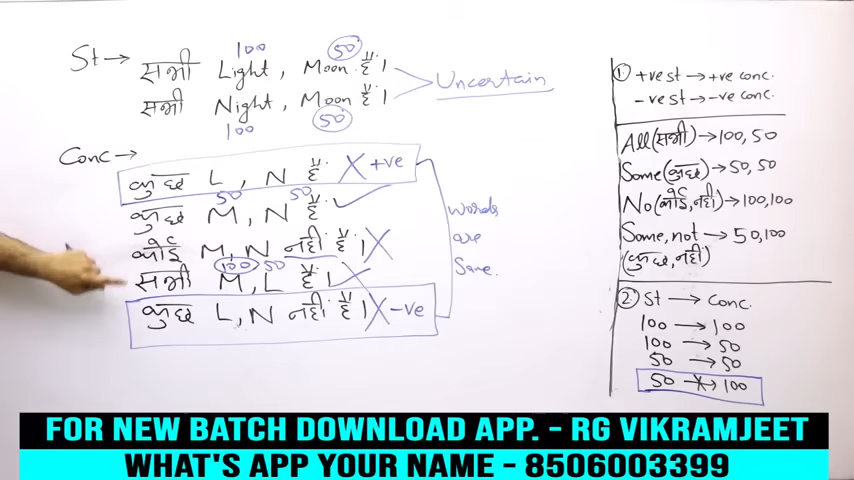 100 50
St → सभी Light, Moon है।
सभी Night, Moon है।
100 50
Uncertain
Conc →
कुछ L, N है X +ve
50 50
कुछ M, N है ✓
कोई M, N नहीं है। X
100 50
सभी M, L है। X
कुछ L, N नहीं है। X -ve
words
are
Same.
① +ve st → +ve conc.
-ve st → -ve conc.
All (सभी) → 100, 50
Some (कुछ) → 50, 50
No (कोई, नहीं) → 100, 100
Some, not → 50, 100
(कुछ, नहीं)
② St → Conc.
100 → 100
100 → 50
50 → 50
50 -X→ 100
FOR NEW BATCH DOWNLOAD APP. - RG VIKRAMJEET
WHAT'S APP YOUR NAME - 8506003399